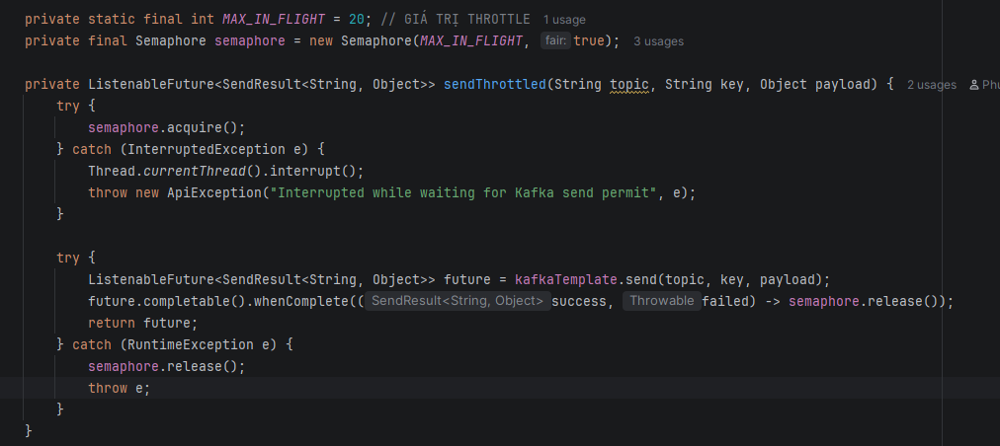 private static final int MAX_IN_FLIGHT = 20; // GIÁ TRỊ THROTTLE 1 usage
private final Semaphore semaphore = new Semaphore(MAX_IN_FLIGHT, fair: true); 3 usages
private ListenableFuture<SendResult<String, Object>> sendThrottled(String topic, String key, Object payload) { 2 usages Phu
try {
semaphore.acquire();
} catch (InterruptedException e) {
Thread.currentThread().interrupt();
throw new ApiException("Interrupted while waiting for Kafka send permit", e);
}
try {
ListenableFuture<SendResult<String, Object>> future = kafkaTemplate.send(topic, key, payload);
future.completable().whenComplete((SendResult<String, Object> success, Throwable failed) -> semaphore.release());
return future;
} catch (RuntimeException e) {
semaphore.release();
throw e;
}
}